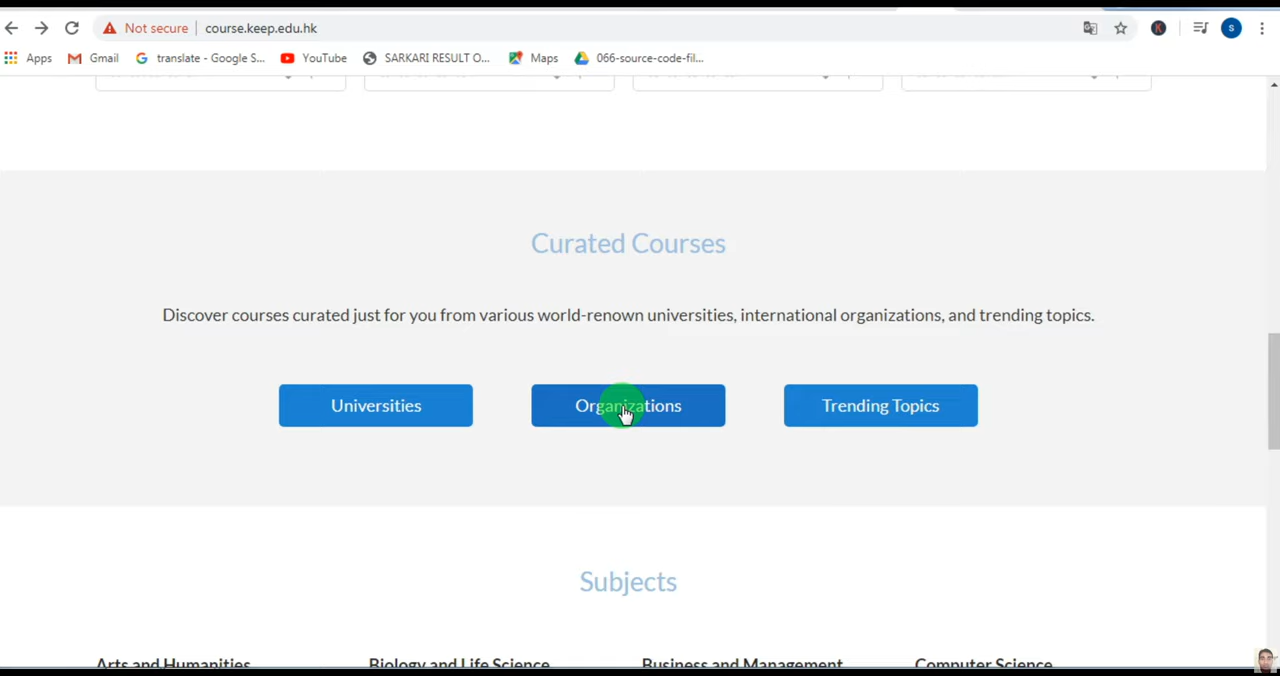 Not secure course.keep.edu.hk
Apps Gmail translate - Google S... YouTube SARKARI RESULT O... Maps 066-source-code-fil...
Curated Courses
Discover courses curated just for you from various world-renown universities, international organizations, and trending topics.
Universities Organizations Trending Topics
Subjects
Arts and Humanities Biology and Life Science Business and Management Computer Science